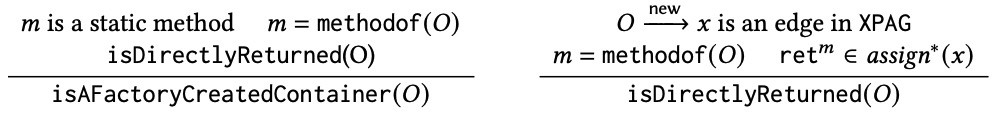 m is a static method m = methodof(O)
isDirectlyReturned(O)
isAFactoryCreatedContainer(O)
O —new→ x is an edge in XPAG
m = methodof(O) ret^m ∈ assign*(x)
isDirectlyReturned(O)